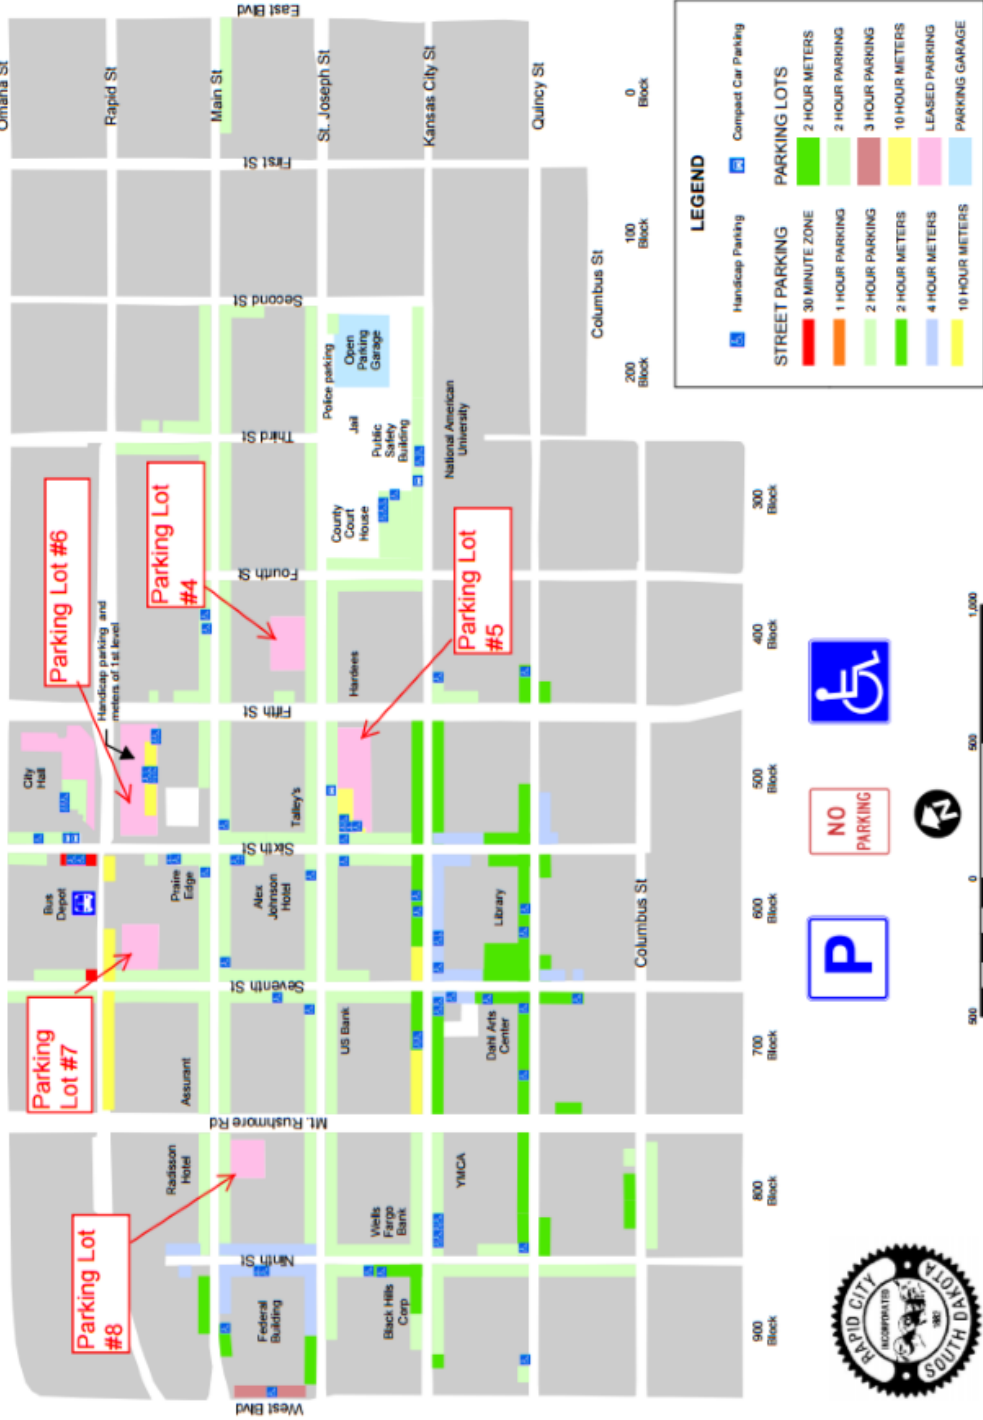 Omaha St
Rapid St
Main St
St. Joseph St
Kansas City St
Quincy St
Columbus St
Columbus St
East Blvd
First St
Second St
Third St
Fourth St
Fifth St
Sixth St
Seventh St
Mt. Rushmore Rd
Ninth St
West Blvd
0
Block
100
Block
200
Block
300
Block
400
Block
500
Block
600
Block
700
Block
800
Block
900
Block
Parking Lot #6
Parking Lot
#4
Parking Lot
#5
Parking
Lot #7
Parking Lot
#8
Handicap parking and
meters of 1st level
City
Hall
Bus
Depot
Praire
Edge
Alex
Johnson
Hotel
Talley's
Hardees
Library
Police parking
Open
Parking
Garage
Jail
Public
Safety
Building
County
Court
House
National American
University
US Bank
Dahl Arts
Center
Assurant
Radisson
Hotel
Wells
Fargo
Bank
YMCA
Federal
Building
Black Hills
Corp
LEGEND
Handicap Parking
Compact Car Parking
STREET PARKING
30 MINUTE ZONE
1 HOUR PARKING
2 HOUR PARKING
2 HOUR METERS
4 HOUR METERS
10 HOUR METERS
PARKING LOTS
2 HOUR METERS
2 HOUR PARKING
3 HOUR PARKING
10 HOUR METERS
LEASED PARKING
PARKING GARAGE
P
NO
PARKING
N
500
0
500
1,000
RAPID CITY
INCORPORATED
1882
SOUTH DAKOTA